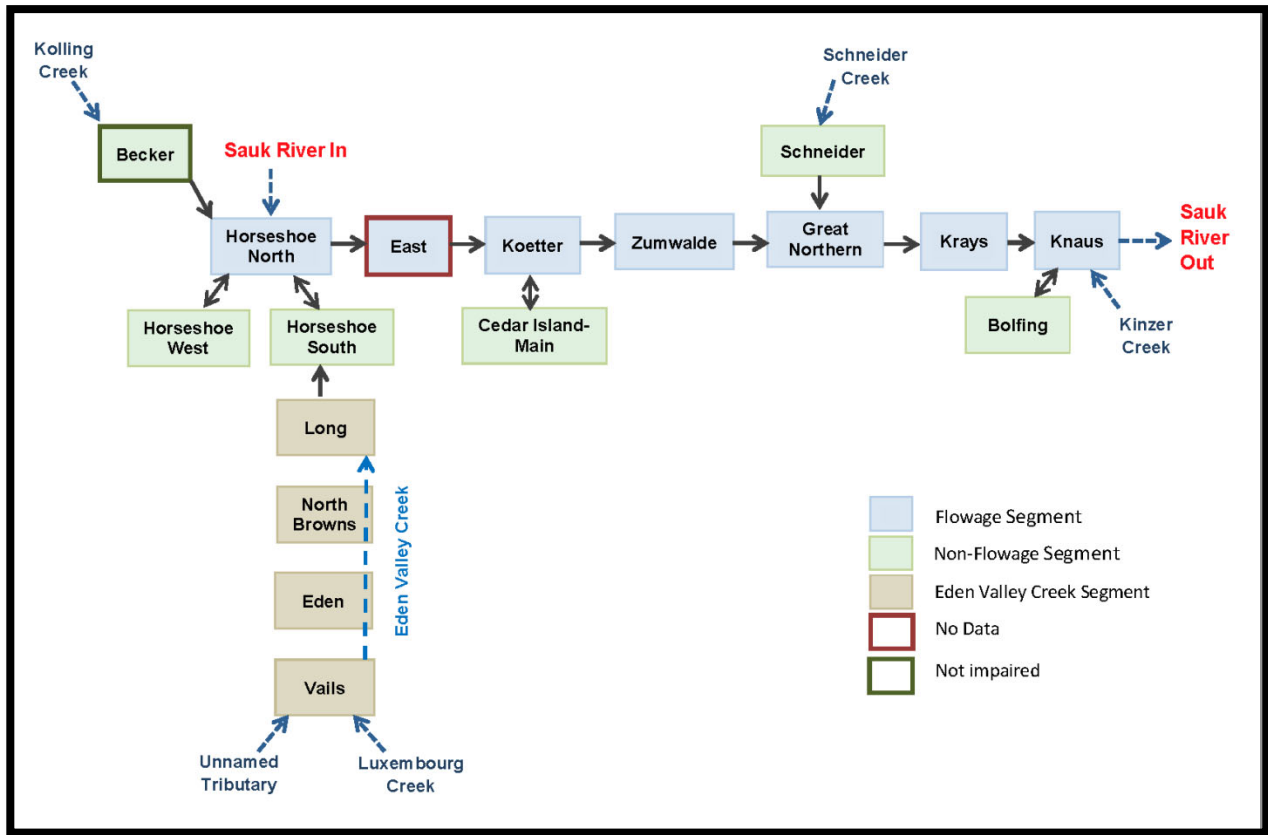 Kolling
Creek
Schneider
Creek
Becker
Sauk River In
Schneider
Sauk
River
Out
Horseshoe
North
East
Koetter
Zumwalde
Great
Northern
Krays
Knaus
Horseshoe
West
Horseshoe
South
Cedar Island-
Main
Bolfing
Kinzer
Creek
Long
North
Browns
Eden
Vails
Eden Valley Creek
Unnamed
Tributary
Luxembourg
Creek
Flowage Segment
Non-Flowage Segment
Eden Valley Creek Segment
No Data
Not impaired